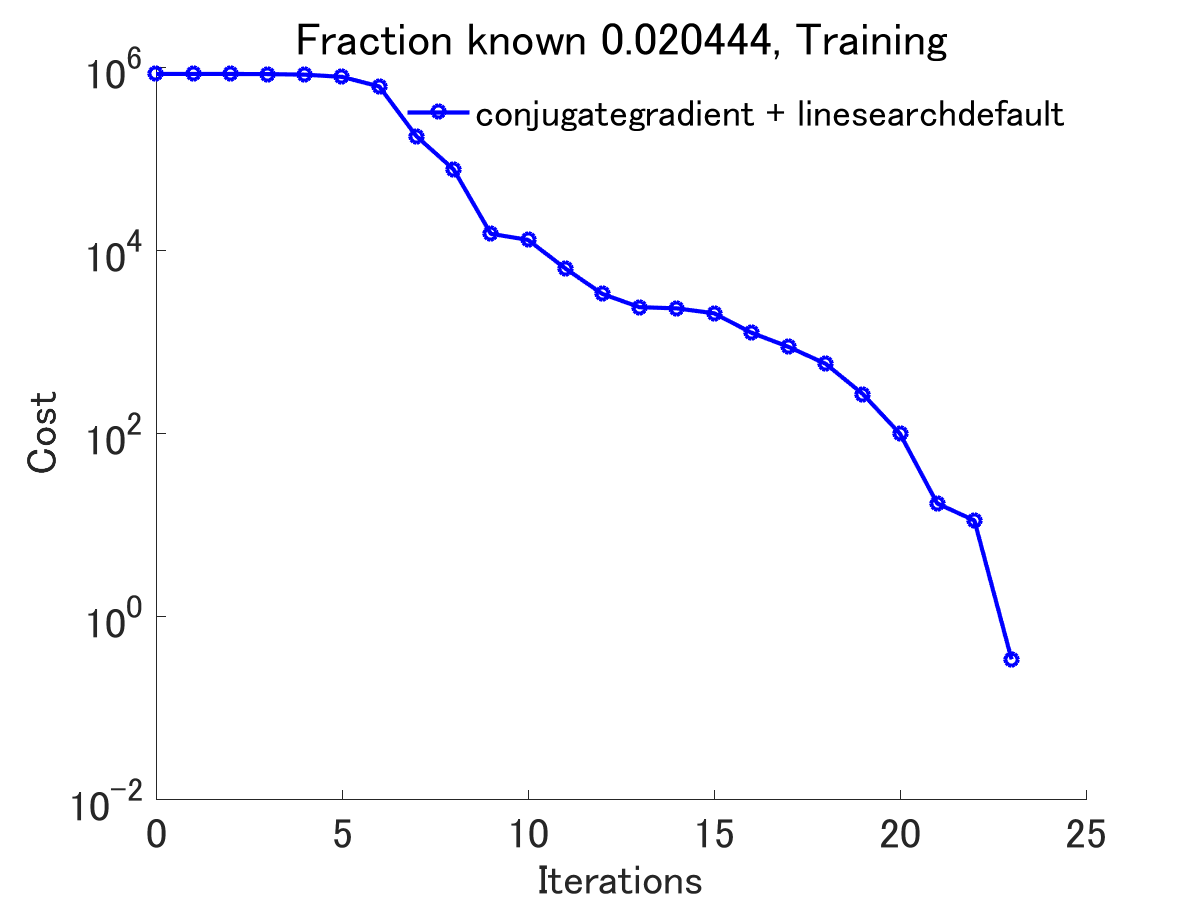 Fraction known 0.020444, Training
conjugategradient + linesearchdefault
10^6
10^4
10^2
10^0
10^-2
Cost
0 5 10 15 20 25
Iterations